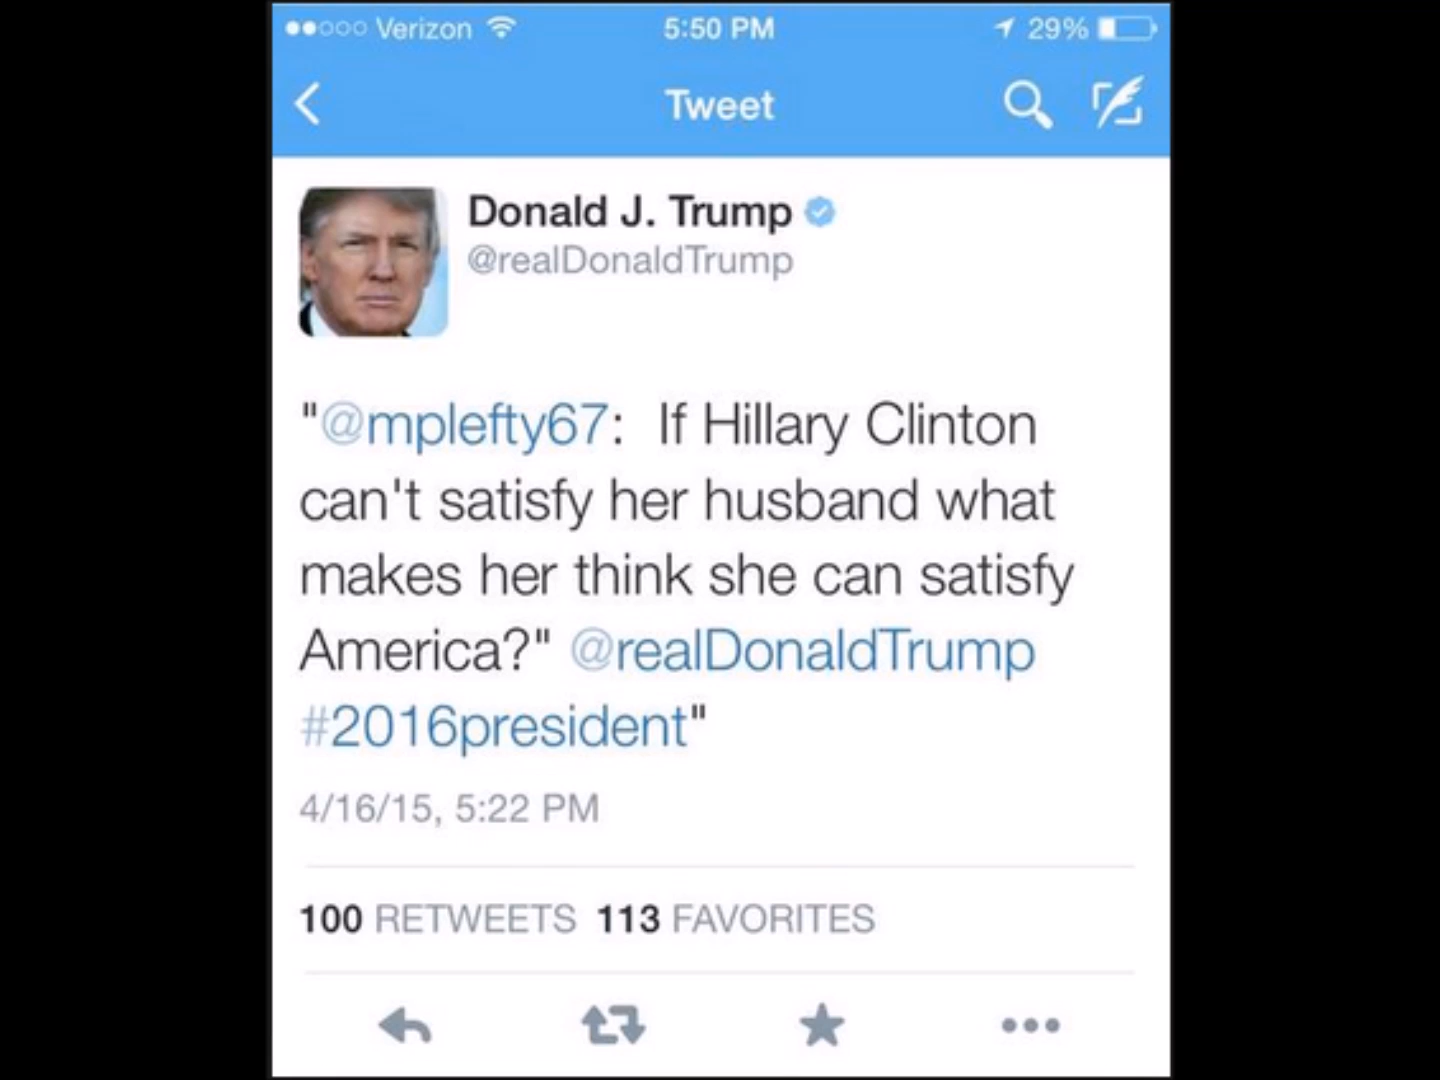 Verizon 5:50 PM 29%
Tweet
Donald J. Trump
@realDonaldTrump
"@mplefty67: If Hillary Clinton
can't satisfy her husband what
makes her think she can satisfy
America?" @realDonaldTrump
#2016president"
4/16/15, 5:22 PM
100 RETWEETS 113 FAVORITES